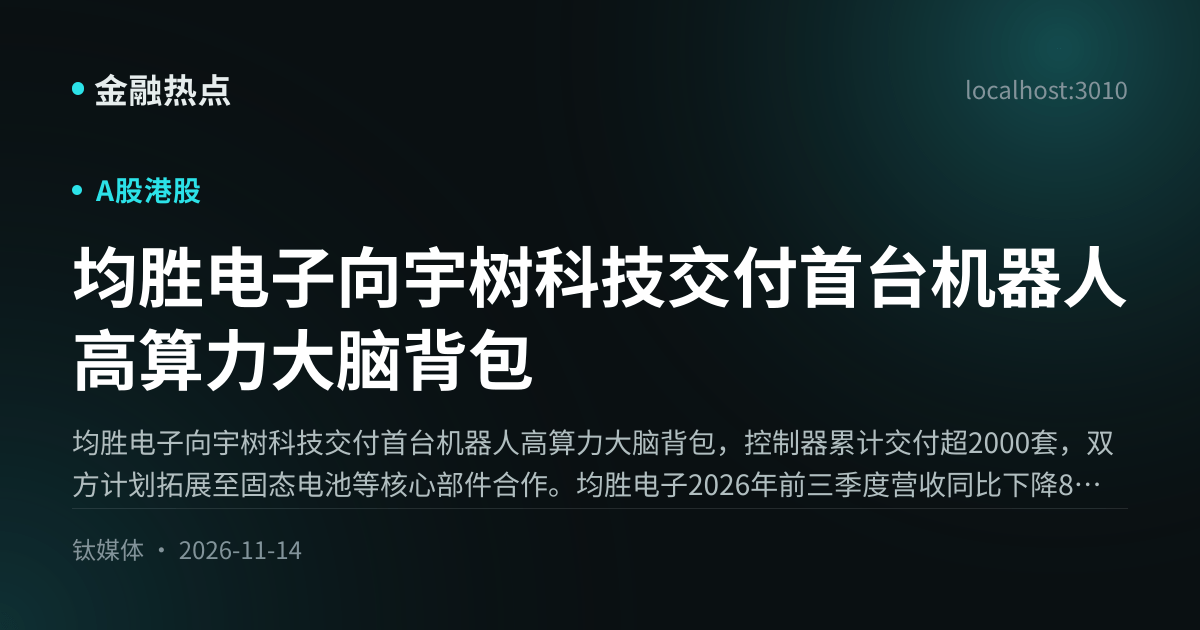 金融热点
localhost:3010
A股港股
均胜电子向宇树科技交付首台机器人
高算力大脑背包
均胜电子向宇树科技交付首台机器人高算力大脑背包，控制器累计交付超2000套，双
方计划拓展至固态电池等核心部件合作。均胜电子2026年前三季度营收同比下降8…
钛媒体 • 2026-11-14